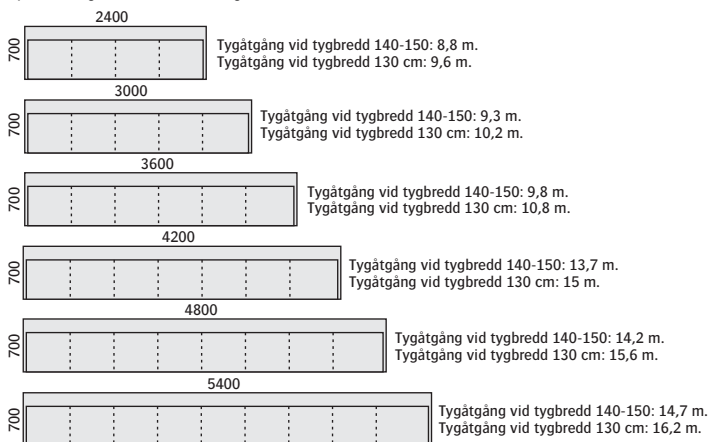 2400
700
Tygåtgång vid tygbredd 140-150: 8,8 m.
Tygåtgång vid tygbredd 130 cm: 9,6 m.
3000
700
Tygåtgång vid tygbredd 140-150: 9,3 m.
Tygåtgång vid tygbredd 130 cm: 10,2 m.
3600
700
Tygåtgång vid tygbredd 140-150: 9,8 m.
Tygåtgång vid tygbredd 130 cm: 10,8 m.
4200
700
Tygåtgång vid tygbredd 140-150: 13,7 m.
Tygåtgång vid tygbredd 130 cm: 15 m.
4800
700
Tygåtgång vid tygbredd 140-150: 14,2 m.
Tygåtgång vid tygbredd 130 cm: 15,6 m.
5400
700
Tygåtgång vid tygbredd 140-150: 14,7 m.
Tygåtgång vid tygbredd 130 cm: 16,2 m.